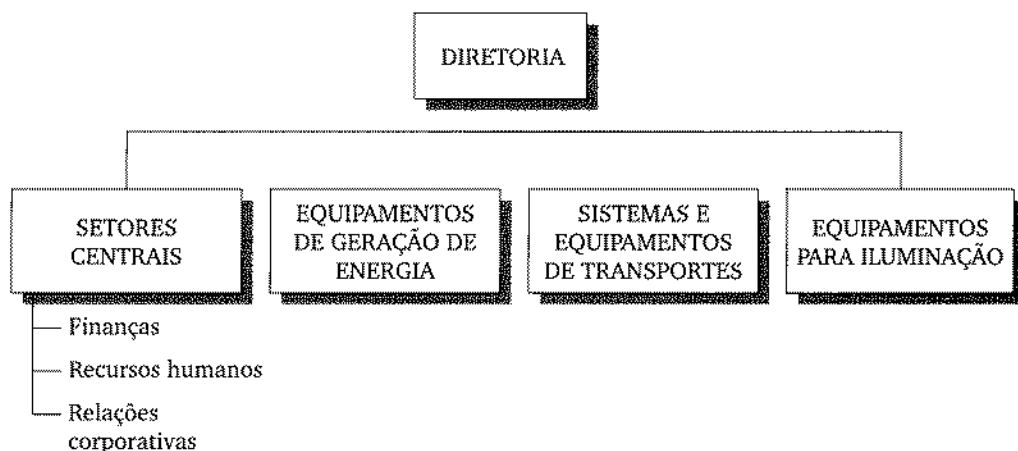 DIRETORIA
SETORES
CENTRAIS
EQUIPAMENTOS
DE GERAÇÃO DE
ENERGIA
SISTEMAS E
EQUIPAMENTOS
DE TRANSPORTES
EQUIPAMENTOS
PARA ILUMINAÇÃO
Finanças
Recursos humanos
Relações
corporativas